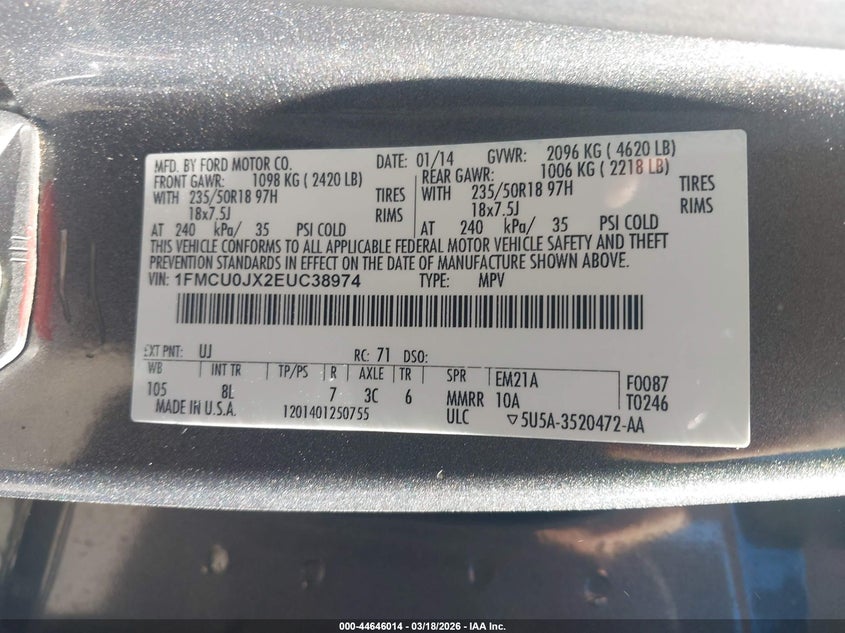 MFD. BY FORD MOTOR CO. DATE: 01/14 GVWR: 2096 KG ( 4620 LB)
FRONT GAWR: 1098 KG ( 2420 LB) REAR GAWR: 1006 KG ( 2218 LB)
WITH 235/50R18 97H TIRES WITH 235/50R18 97H TIRES
18x7.5J RIMS 18x7.5J RIMS
AT 240 kPa/ 35 PSI COLD AT 240 kPa/ 35 PSI COLD
THIS VEHICLE CONFORMS TO ALL APPLICABLE FEDERAL MOTOR VEHICLE SAFETY AND THEFT
PREVENTION STANDARDS IN EFFECT ON THE DATE OF MANUFACTURE SHOWN ABOVE.
VIN: 1FMCU0JX2EUC38974 TYPE: MPV
EXT PNT: UJ RC: 71 DSO:
WB INT TR TP/PS R AXLE TR SPR EM21A F0087
105 8L 7 3C 6 MMRR 10A T0246
MADE IN U.S.A. 1201401250755 ULC ▽5U5A-3520472-AA
000-44646014 - 03/18/2026 - IAA Inc.